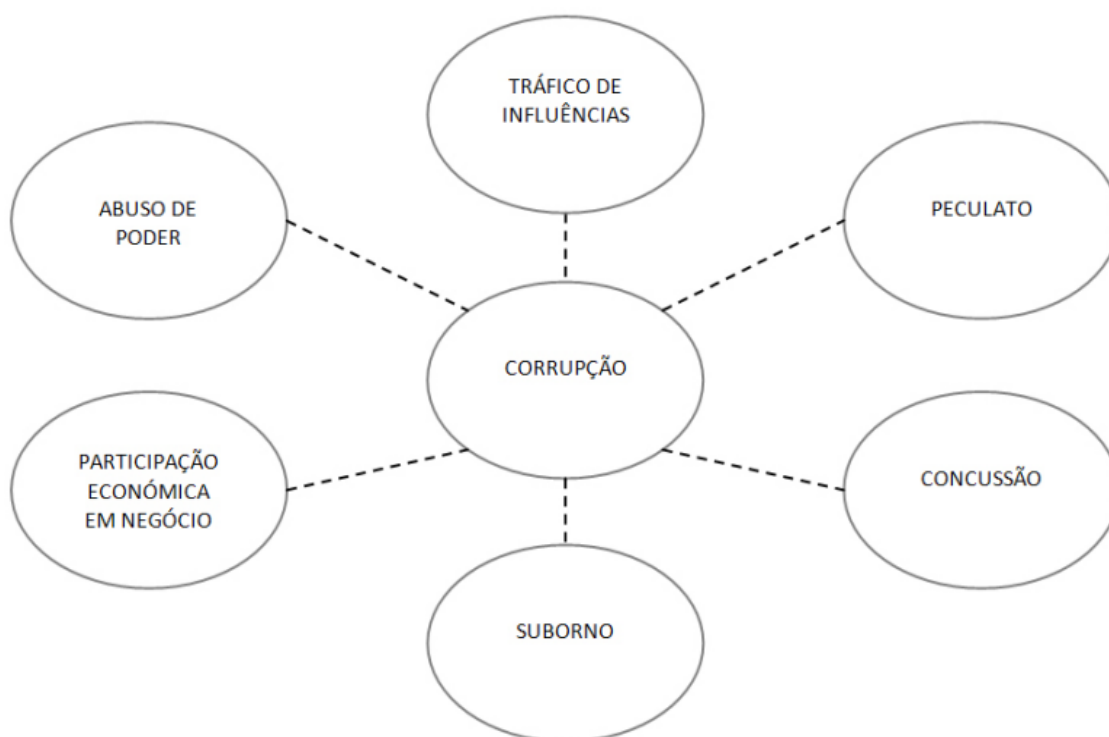 TRÁFICO DE
INFLUÊNCIAS
ABUSO DE
PODER
PECULATO
CORRUPÇÃO
PARTICIPAÇÃO
ECONÓMICA
EM NEGÓCIO
CONCUSSÃO
SUBORNO